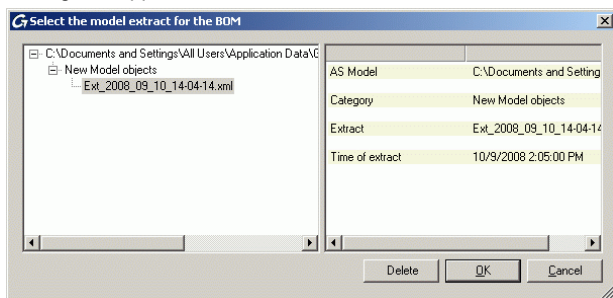 Select the model extract for the BOM
C:\Documents and Settings\All Users\Application Data\G
New Model objects
Ext_2008_09_10_14-04-14.xml
AS Model C:\Documents and Setting
Category New Model objects
Extract Ext_2008_09_10_14-04-14
Time of extract 10/9/2008 2:05:00 PM
Delete OK Cancel